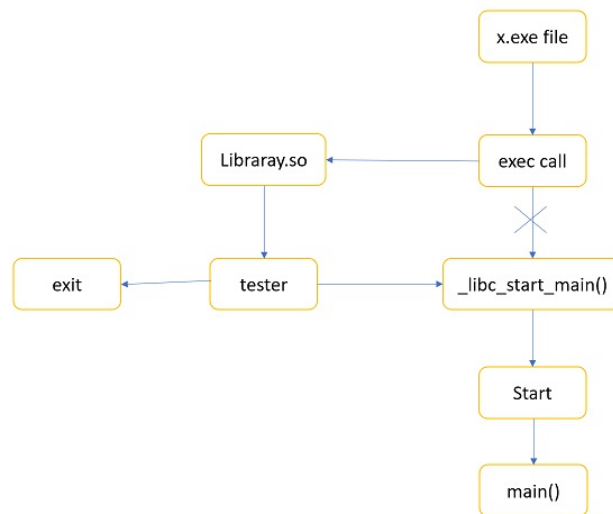 x.exe file
Libraray.so
exec call
exit
tester
_libc_start_main()
Start
main()